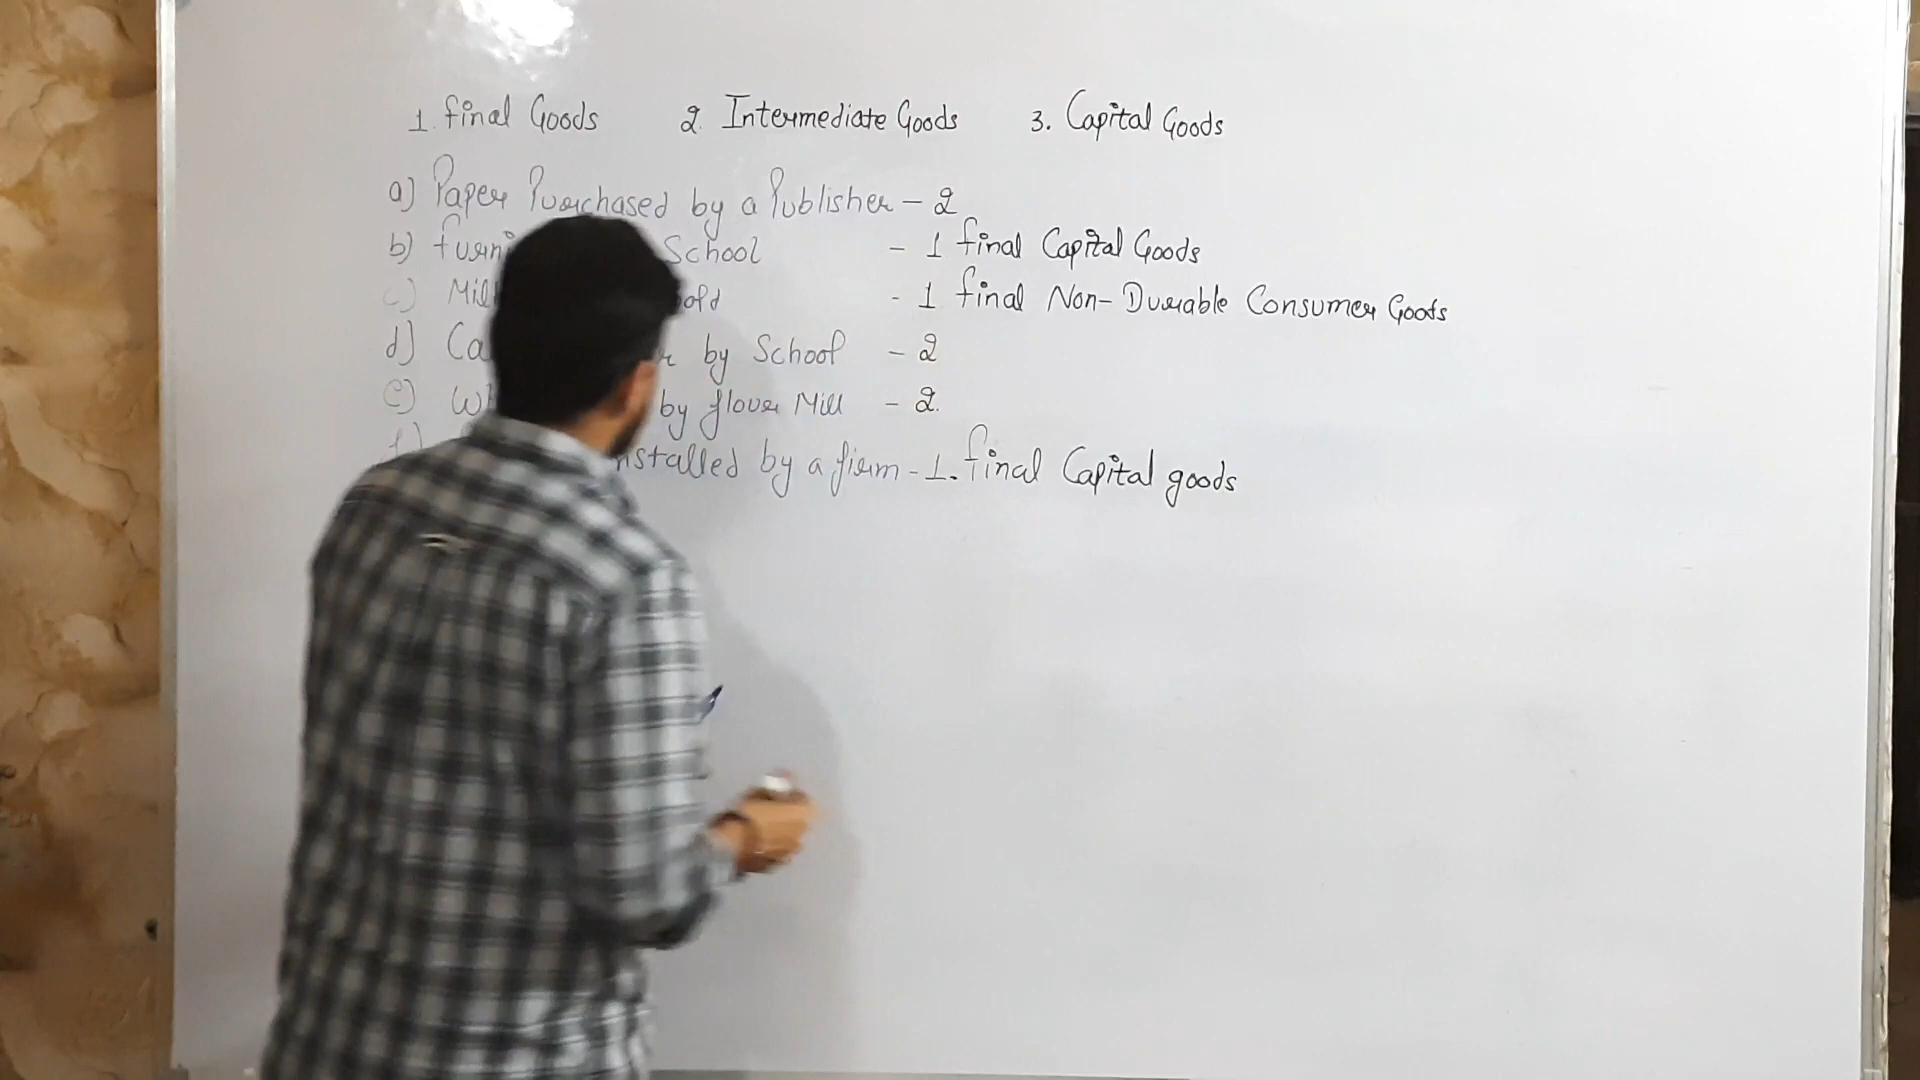 1. final Goods 2. Intermediate Goods 3. Capital Goods
a) Paper Purchased by a Publisher - 2
b) School - 1 final Capital Goods
c) - 1 final Non-Durable Consumer Goods
d) by School - 2
e) by flour Mill - 2.
f) installed by a firm - 1. final Capital goods